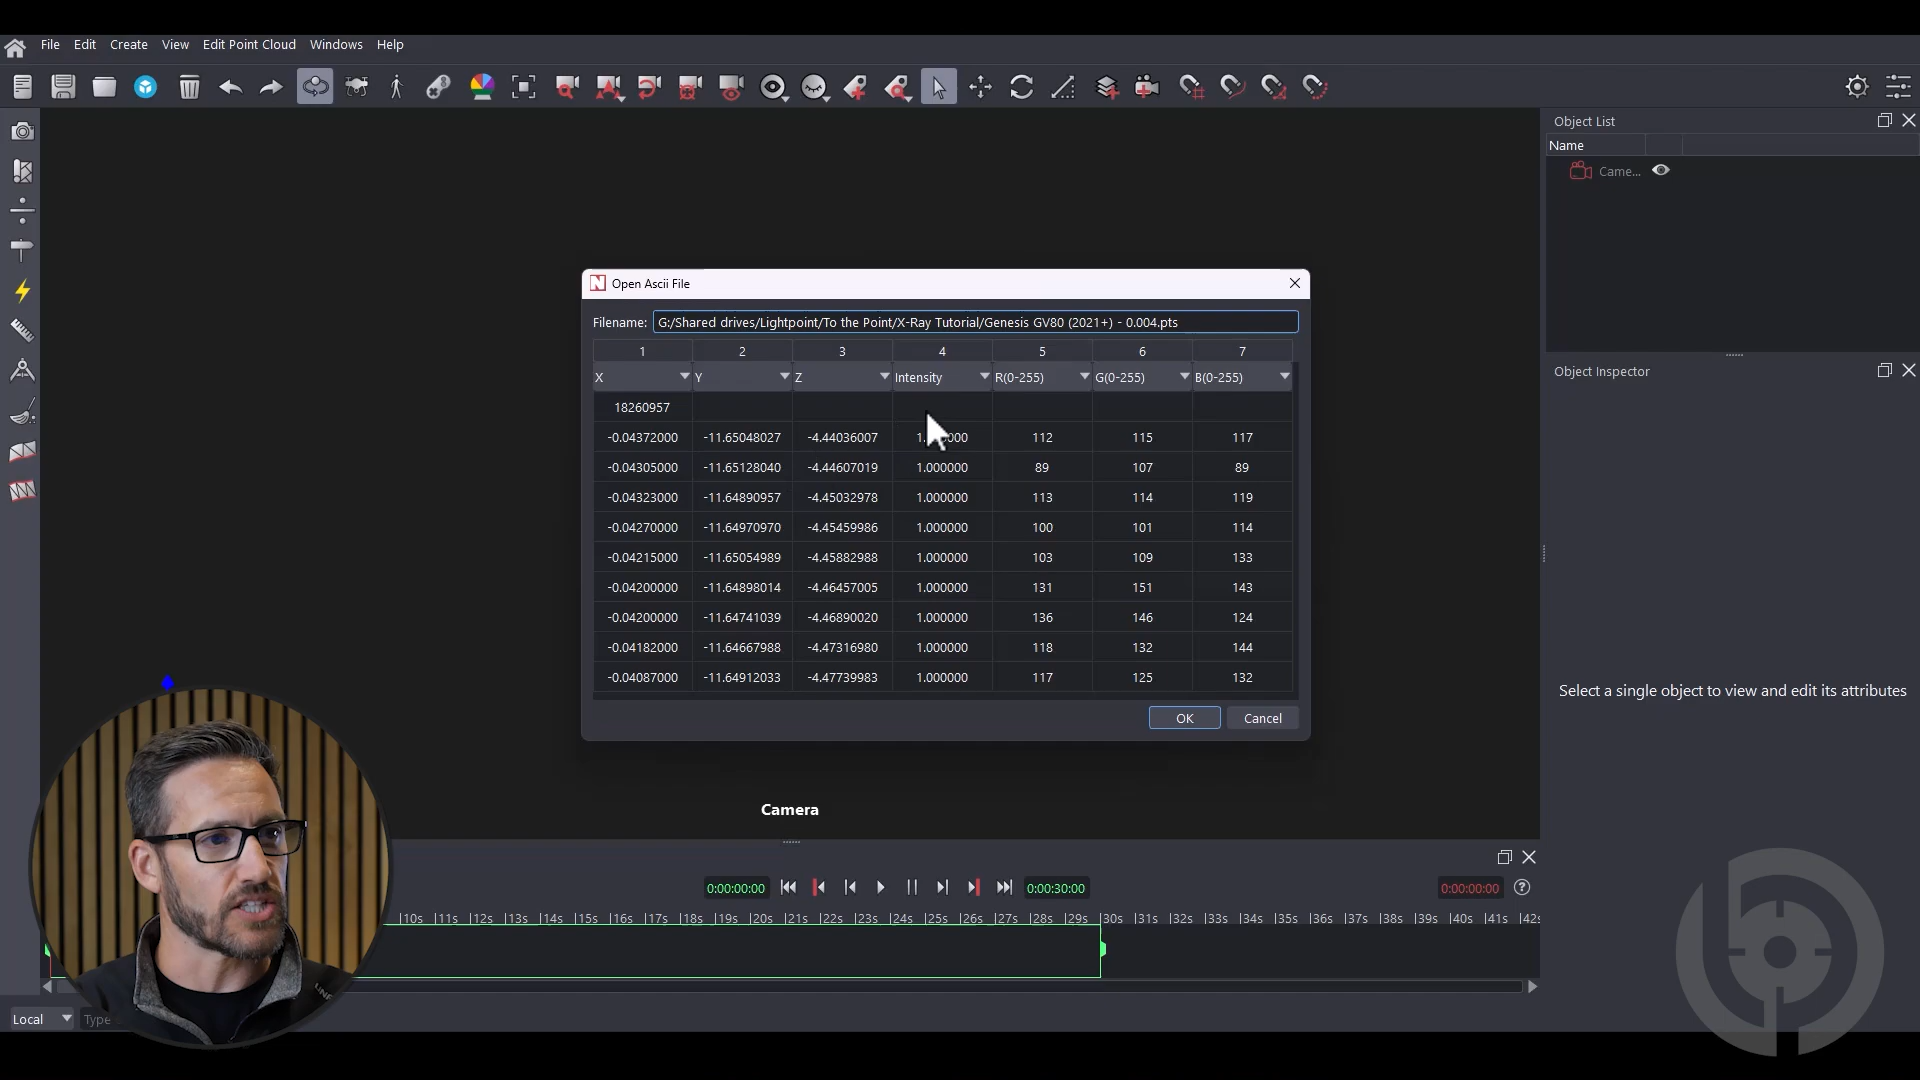 File Edit Create View Edit Point Cloud Windows Help
Object List
Name
Came...
Open Ascii File
Filename: G:/Shared drives/Lightpoint/To the Point/X-Ray Tutorial/Genesis GV80 (2021+) - 0.004.pts
1 2 3 4 5 6 7
X Y Z Intensity R(0-255) G(0-255) B(0-255)
18260957
-0.04372000 -11.65048027 -4.44036007 112 115 117
-0.04305000 -11.65128040 -4.44607019 1.000000 89 107 89
-0.04323000 -11.64890957 -4.45032978 1.000000 113 114 119
-0.04270000 -11.64970970 -4.45459986 1.000000 100 101 114
-0.04215000 -11.65054989 -4.45882988 1.000000 103 109 133
-0.04200000 -11.64898014 -4.46457005 1.000000 131 151 143
-0.04200000 -11.64741039 -4.46890020 1.000000 136 146 124
-0.04182000 -11.64667988 -4.47316980 1.000000 118 132 144
-0.04087000 -11.64912033 -4.47739983 1.000000 117 125 132
OK Cancel
Object Inspector
Select a single object to view and edit its attributes
Camera
0:00:00:00 0:00:30:00 0:00:00:00
10s 11s 12s 13s 14s 15s 16s 17s 18s 19s 20s 21s 22s 23s 24s 25s 26s 27s 28s 29s 30s 31s 32s 33s 34s 35s 36s 37s 38s 39s 40s 41s 42s
Local Type